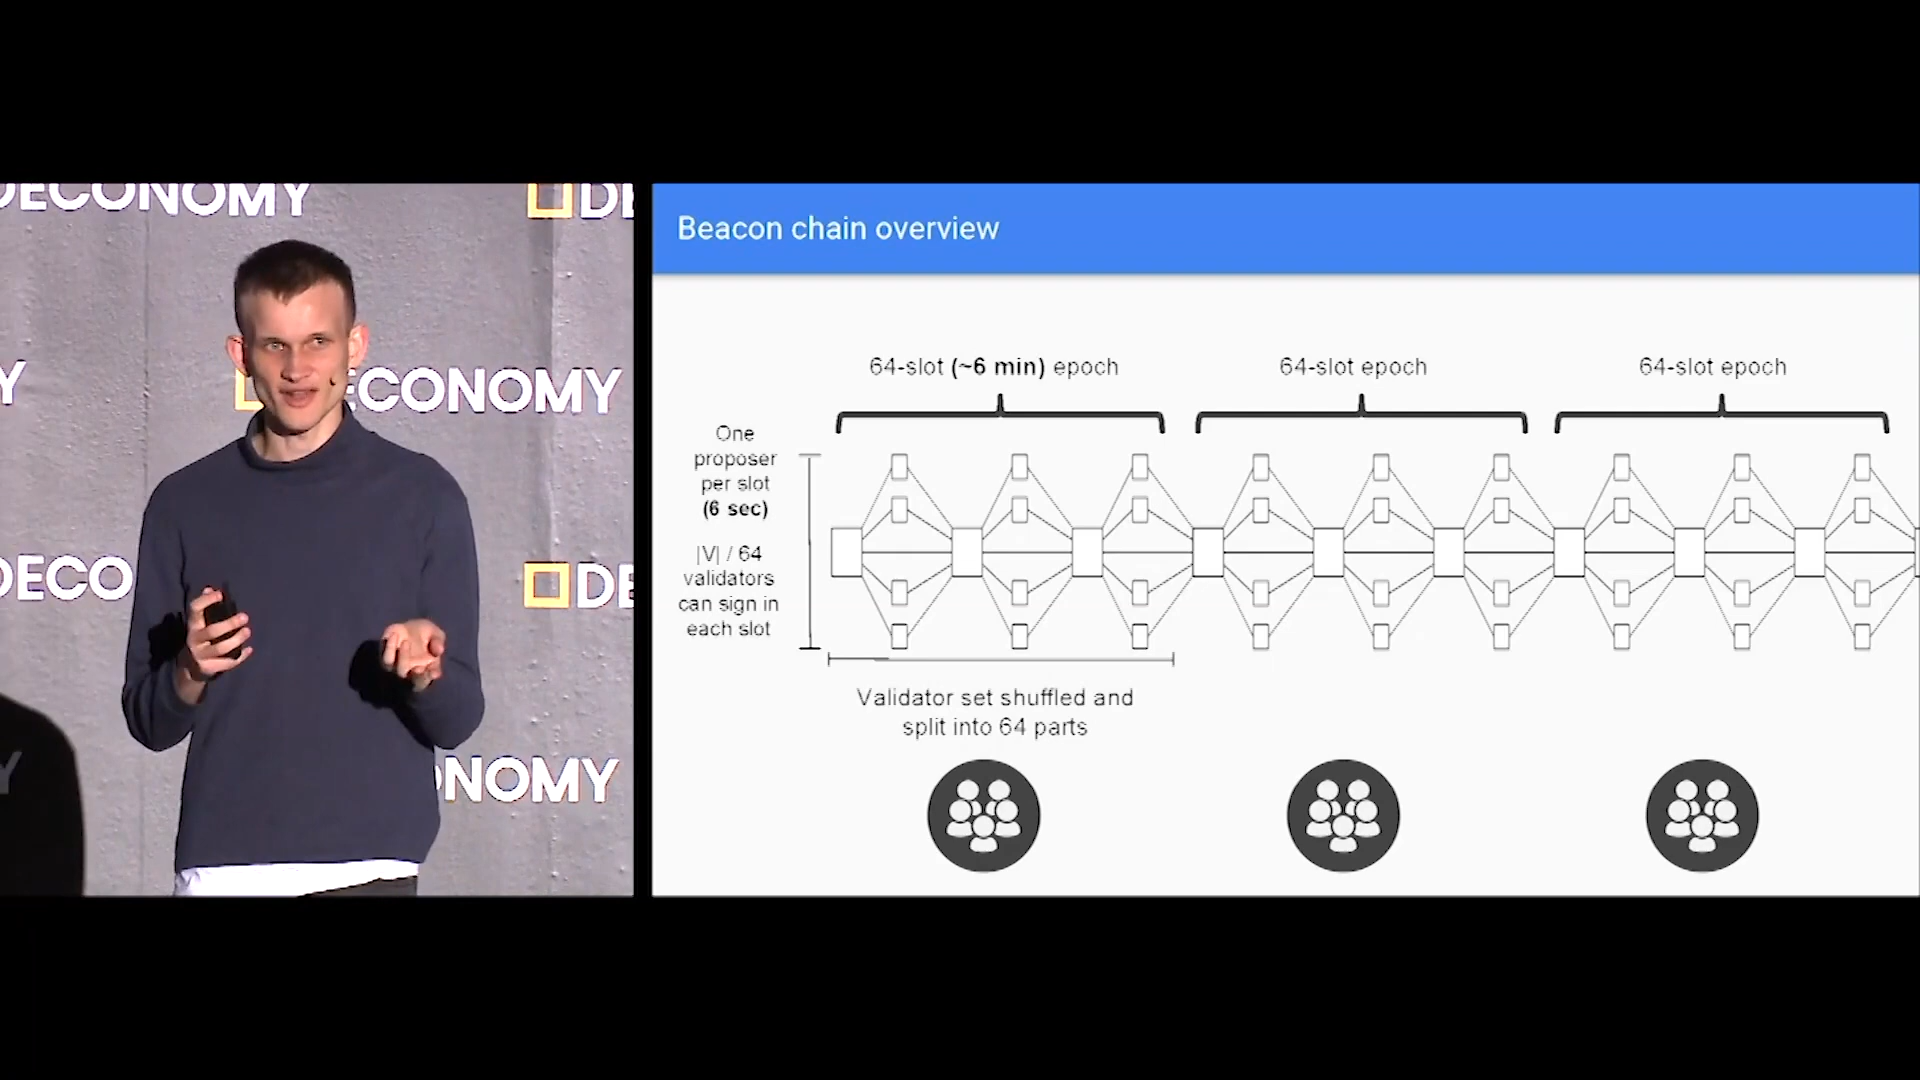 DECONOMY
DE
Y
ECONOMY
DECO
DE
NOMY
Y
Beacon chain overview
64-slot (~6 min) epoch
64-slot epoch
64-slot epoch
One
proposer
per slot
(6 sec)
|V| / 64
validators
can sign in
each slot
Validator set shuffled and
split into 64 parts